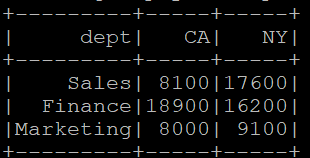 +---------+-----+-----+
|     dept|   CA|   NY|
+---------+-----+-----+
|    Sales| 8100|17600|
|  Finance|18900|16200|
|Marketing| 8000| 9100|
+---------+-----+-----+